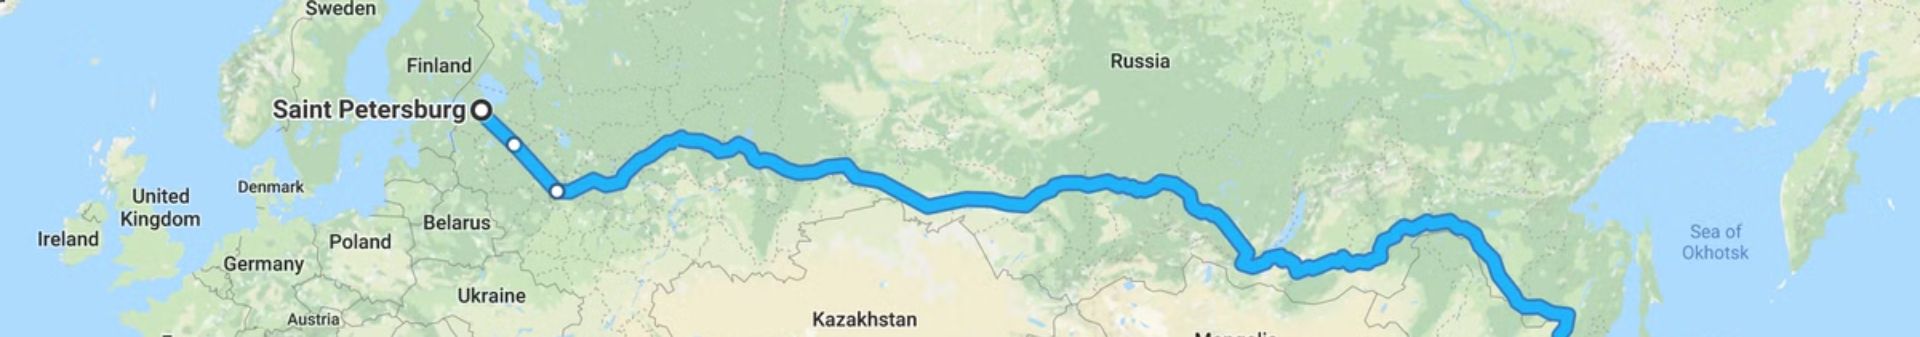 Sweden
Finland
Russia
Saint Petersburg
Denmark
United
Kingdom
Belarus
Ireland
Poland
Sea of
Okhotsk
Germany
Ukraine
Austria
Kazakhstan